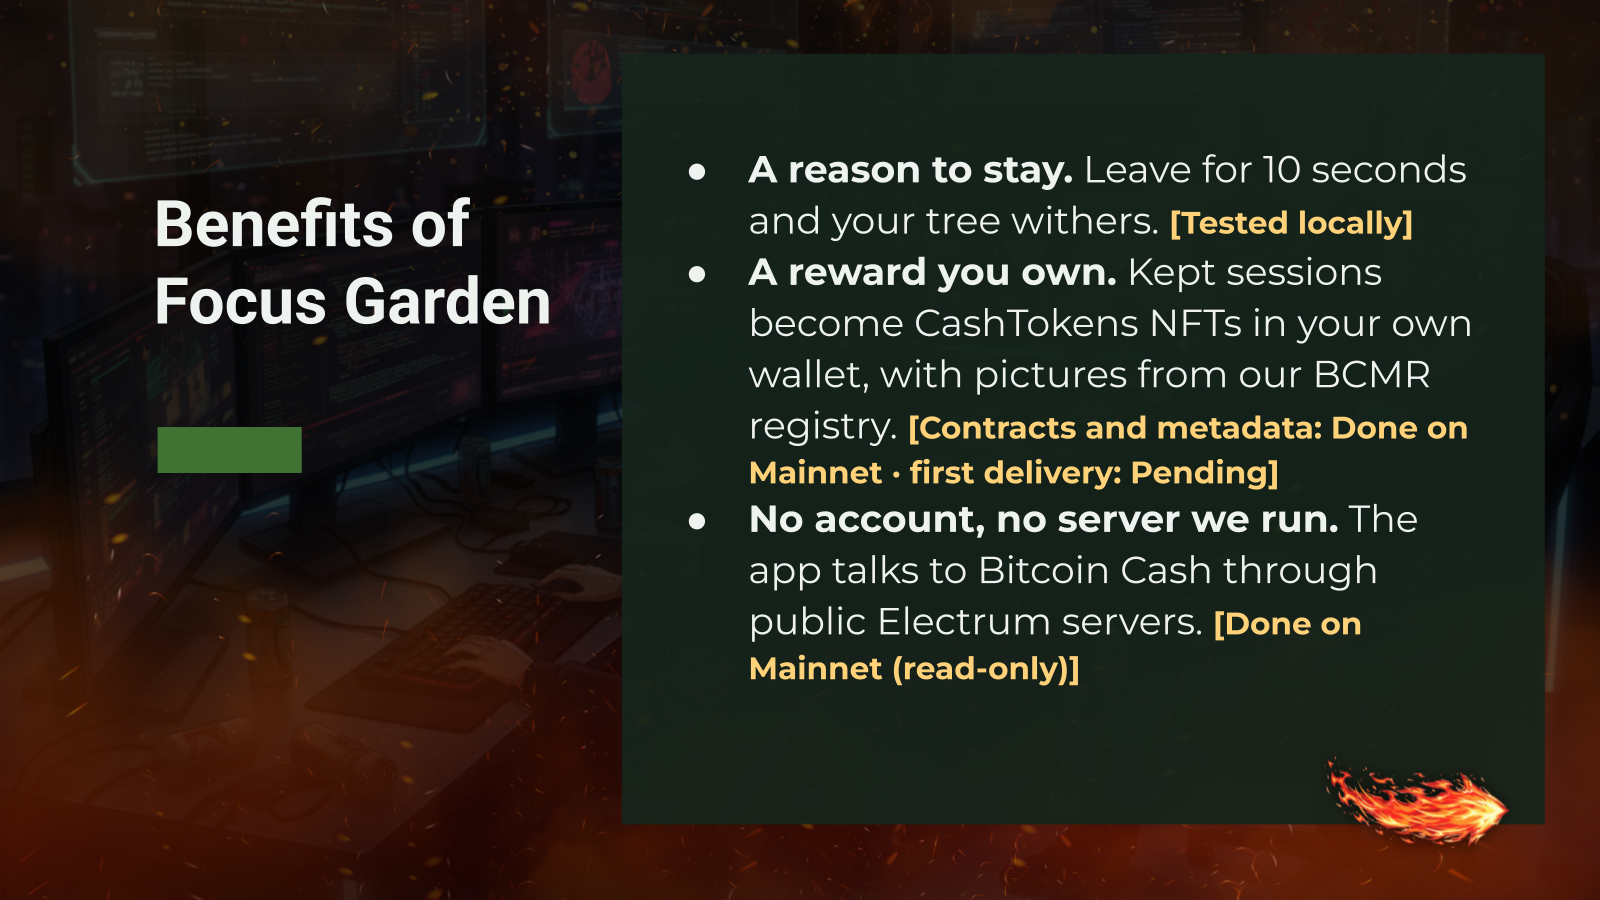 Benefits of
Focus Garden
● A reason to stay. Leave for 10 seconds
and your tree withers. [Tested locally]
● A reward you own. Kept sessions
become CashTokens NFTs in your own
wallet, with pictures from our BCMR
registry. [Contracts and metadata: Done on
Mainnet · first delivery: Pending]
● No account, no server we run. The
app talks to Bitcoin Cash through
public Electrum servers. [Done on
Mainnet (read-only)]